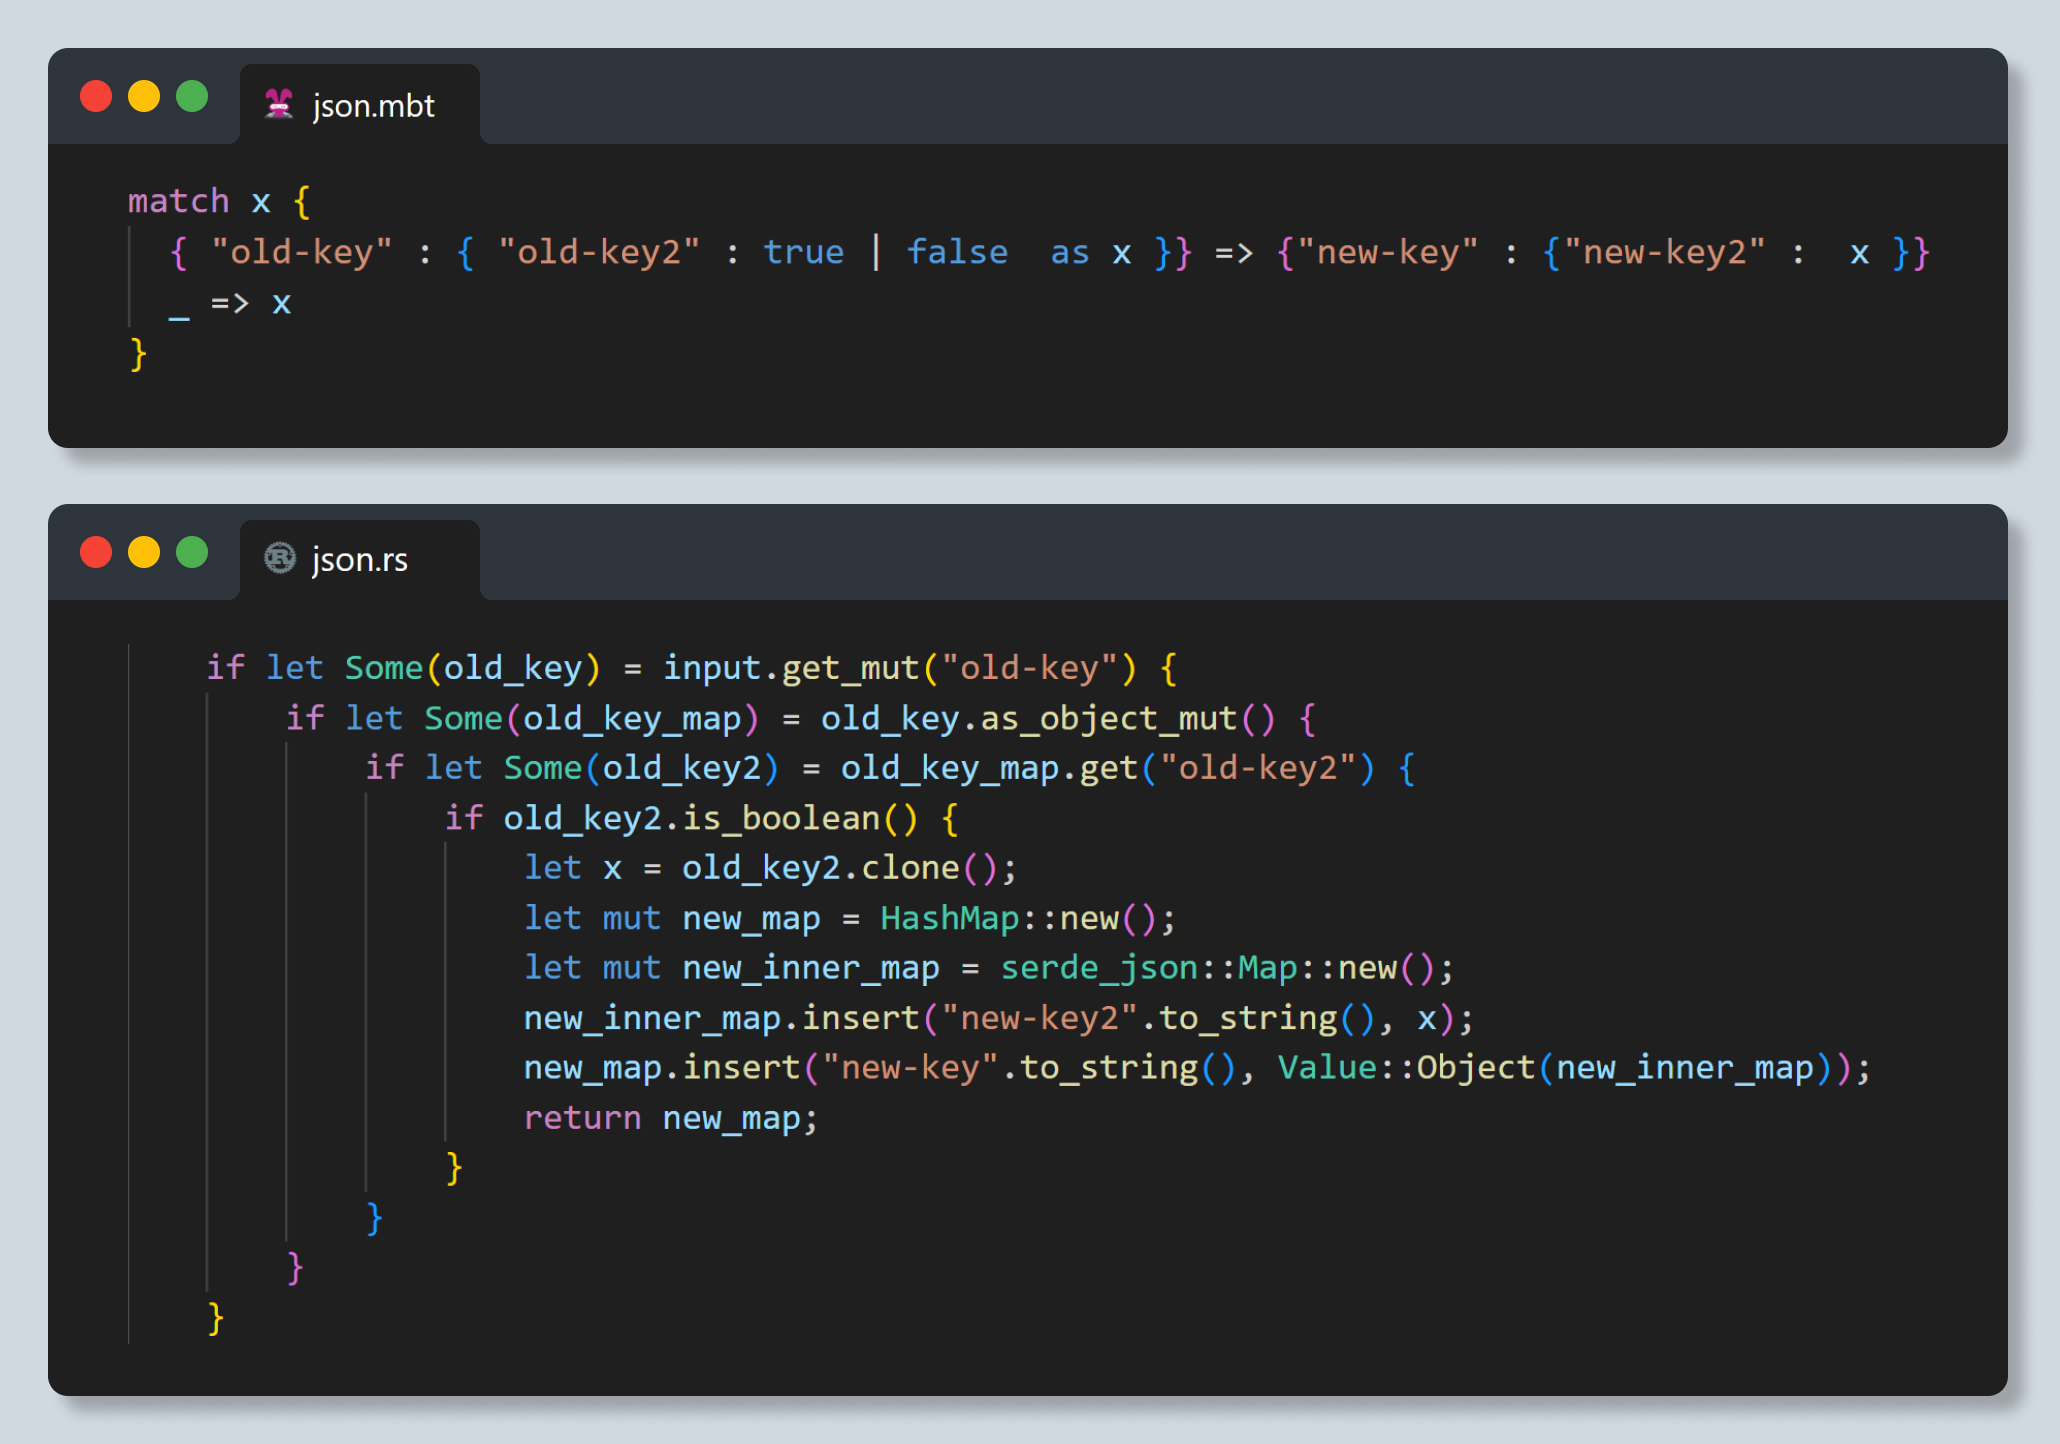 json.mbt
match x {
  { "old-key" : { "old-key2" : true | false  as x }} => {"new-key" : {"new-key2" :  x }}
  _ => x
}
json.rs
    if let Some(old_key) = input.get_mut("old-key") {
        if let Some(old_key_map) = old_key.as_object_mut() {
            if let Some(old_key2) = old_key_map.get("old-key2") {
                if old_key2.is_boolean() {
                    let x = old_key2.clone();
                    let mut new_map = HashMap::new();
                    let mut new_inner_map = serde_json::Map::new();
                    new_inner_map.insert("new-key2".to_string(), x);
                    new_map.insert("new-key".to_string(), Value::Object(new_inner_map));
                    return new_map;
                }
            }
        }
    }